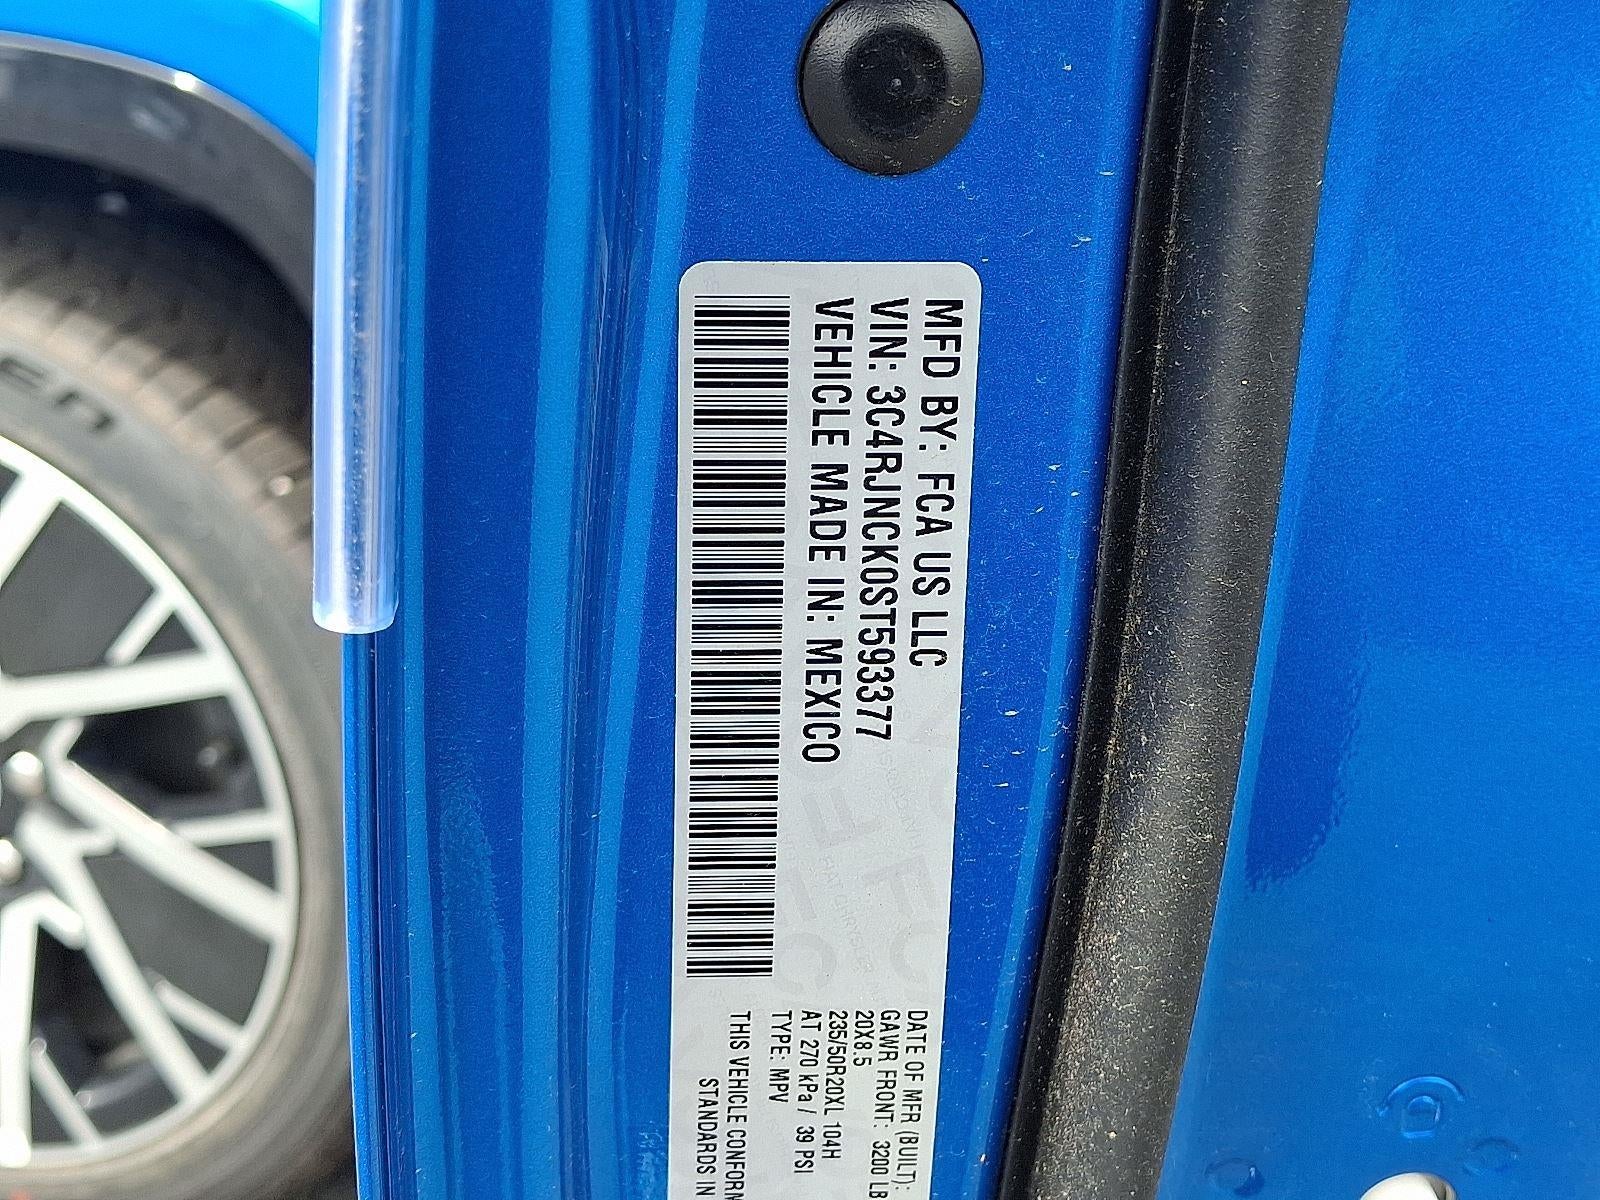 MFD BY: FCA US LLC
VIN: 3C4RJNCK0ST593377
VEHICLE MADE IN: MEXICO
DATE OF MFR (BUILT):
GAWR FRONT: 3200 LB
20X8.5
235/50R20XL 104H
AT 270 kPa / 39 PSI
TYPE: MPV
THIS VEHICLE CONFORM
STANDARDS IN